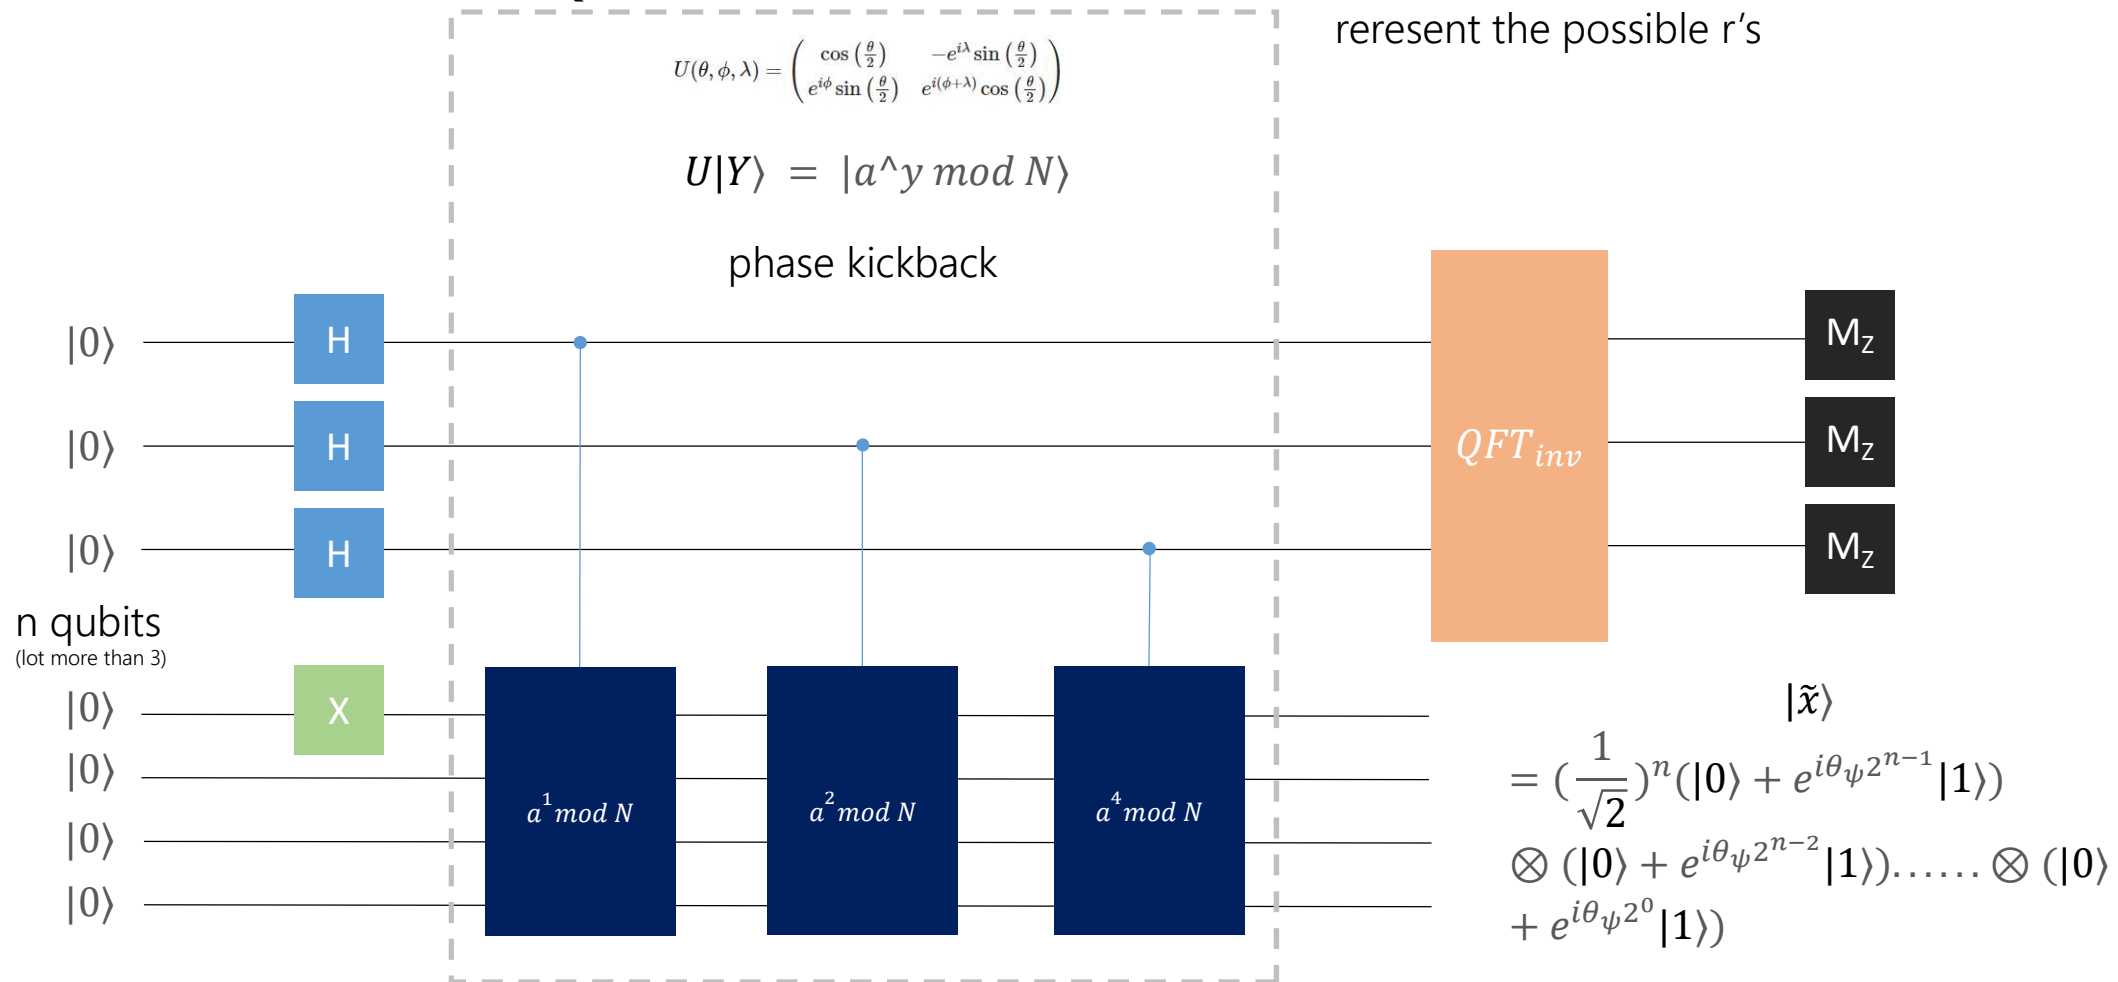 reresent the possible r's
U(θ, ϕ, λ) = ( cos (θ/2) −e^{iλ} sin (θ/2)
e^{iϕ} sin (θ/2) e^{i(ϕ+λ)} cos (θ/2) )
U|Y⟩ = |a^y mod N⟩
phase kickback
|0⟩ H M_Z
|0⟩ H QFT_{inv} M_Z
|0⟩ H M_Z
n qubits
(lot more than 3)
|0⟩ X
|0⟩
|0⟩
|0⟩
a^1 mod N a^2 mod N a^4 mod N
|x̃⟩
= (1/√2)^n (|0⟩ + e^{iθ_ψ 2^{n−1}} |1⟩)
⊗ (|0⟩ + e^{iθ_ψ 2^{n−2}} |1⟩)...... ⊗ (|0⟩
+ e^{iθ_ψ 2^0} |1⟩)